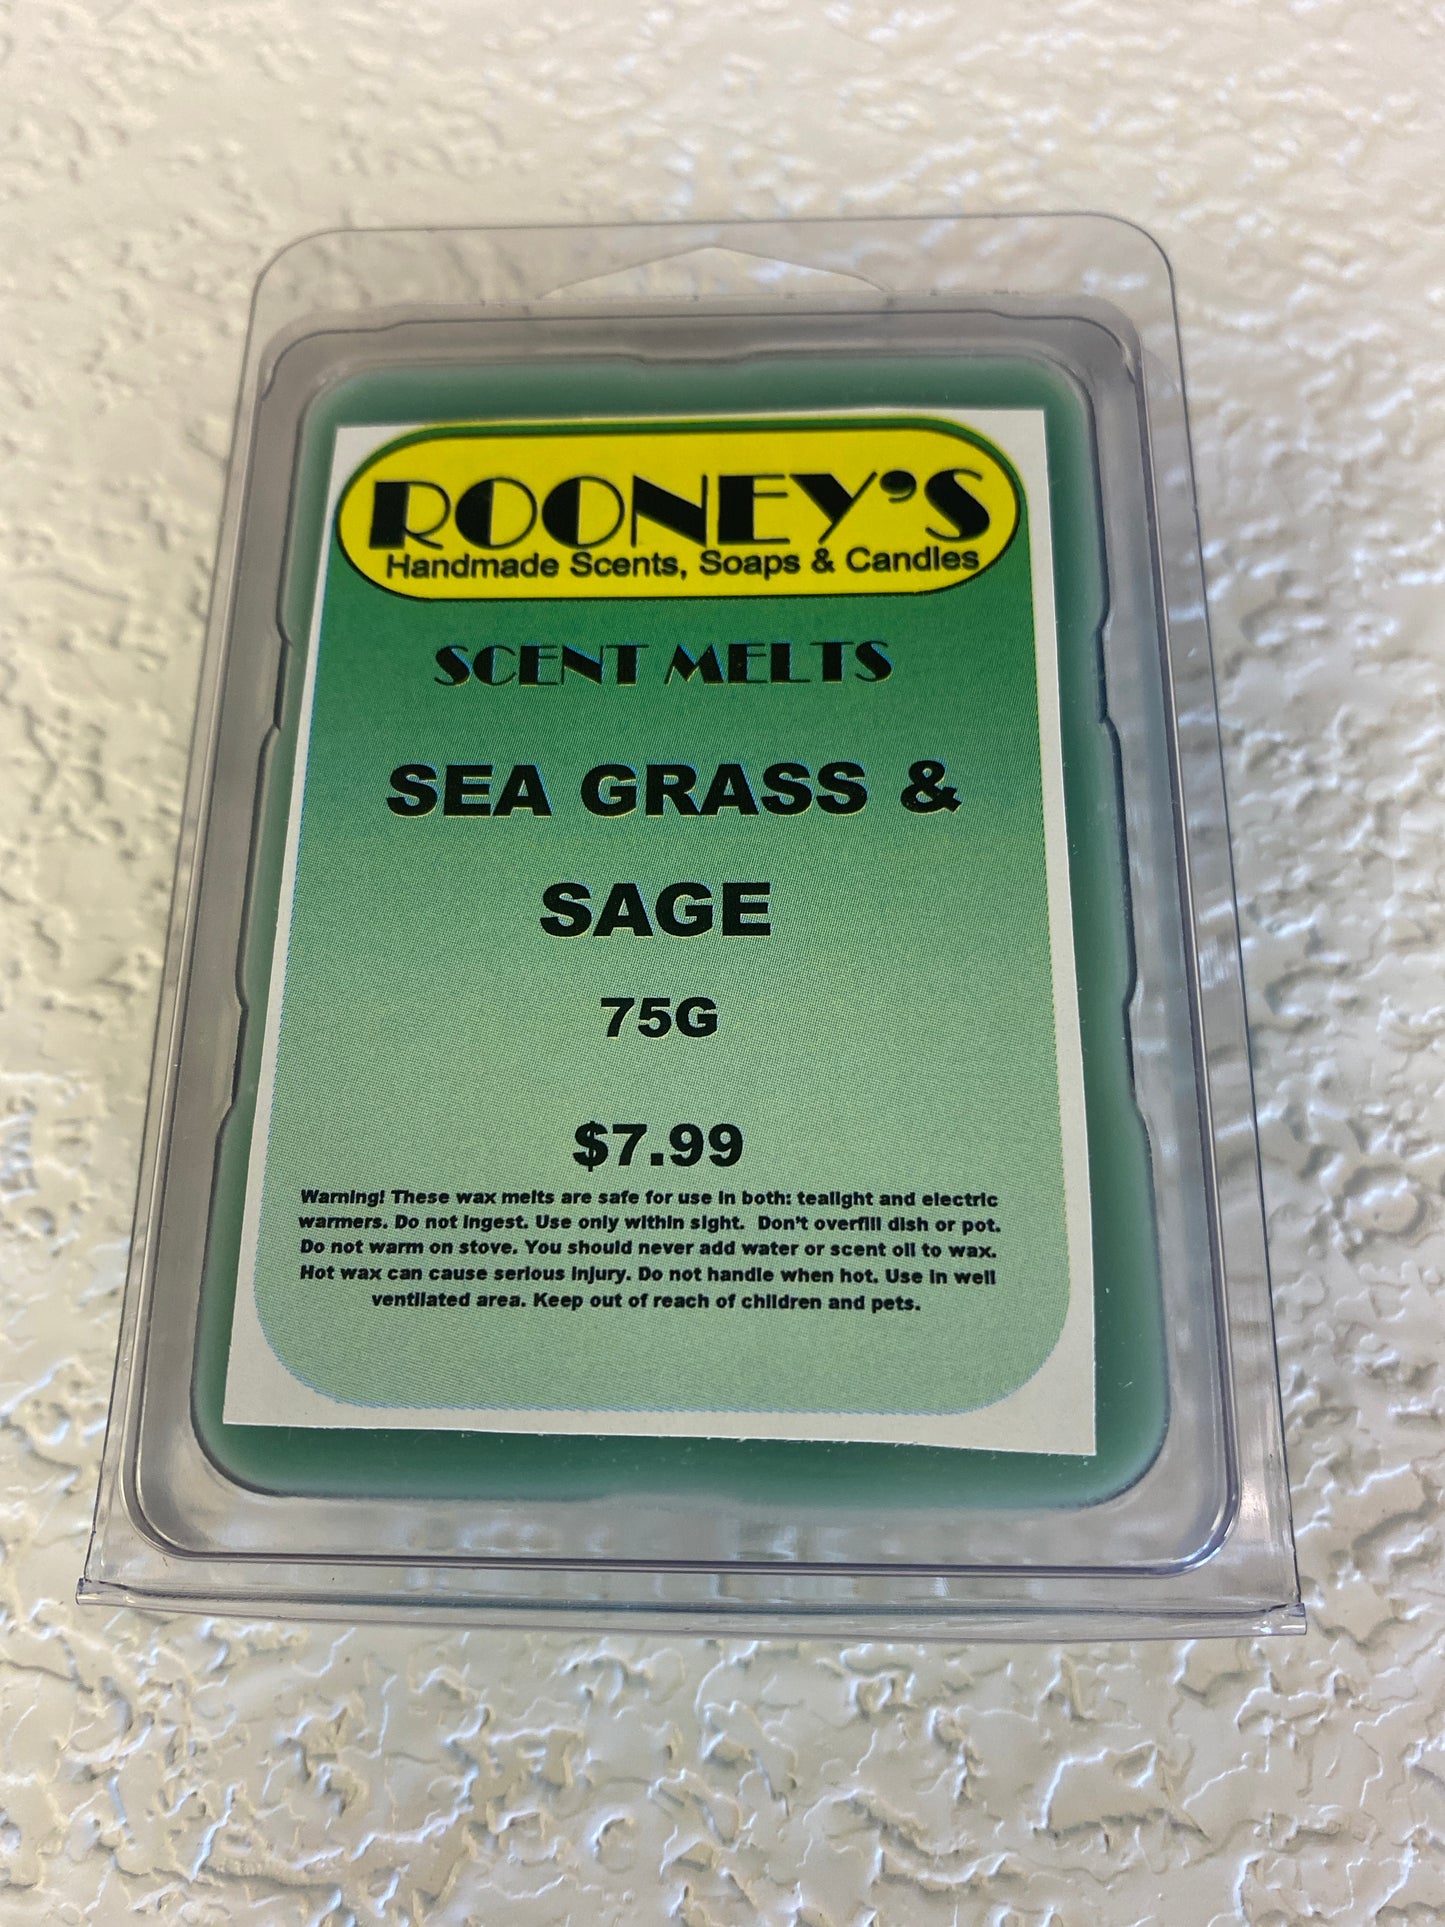 ROONEY'S
Handmade Scents, Soaps & Candles
SCENT MELTS
SEA GRASS &
SAGE
75G
$7.99
Warning! These wax melts are safe for use in both: tealight and electric
warmers. Do not ingest. Use only within sight.  Don't overfill dish or pot.
Do not warm on stove. You should never add water or scent oil to wax.
Hot wax can cause serious injury. Do not handle when hot. Use in well
ventilated area. Keep out of reach of children and pets.